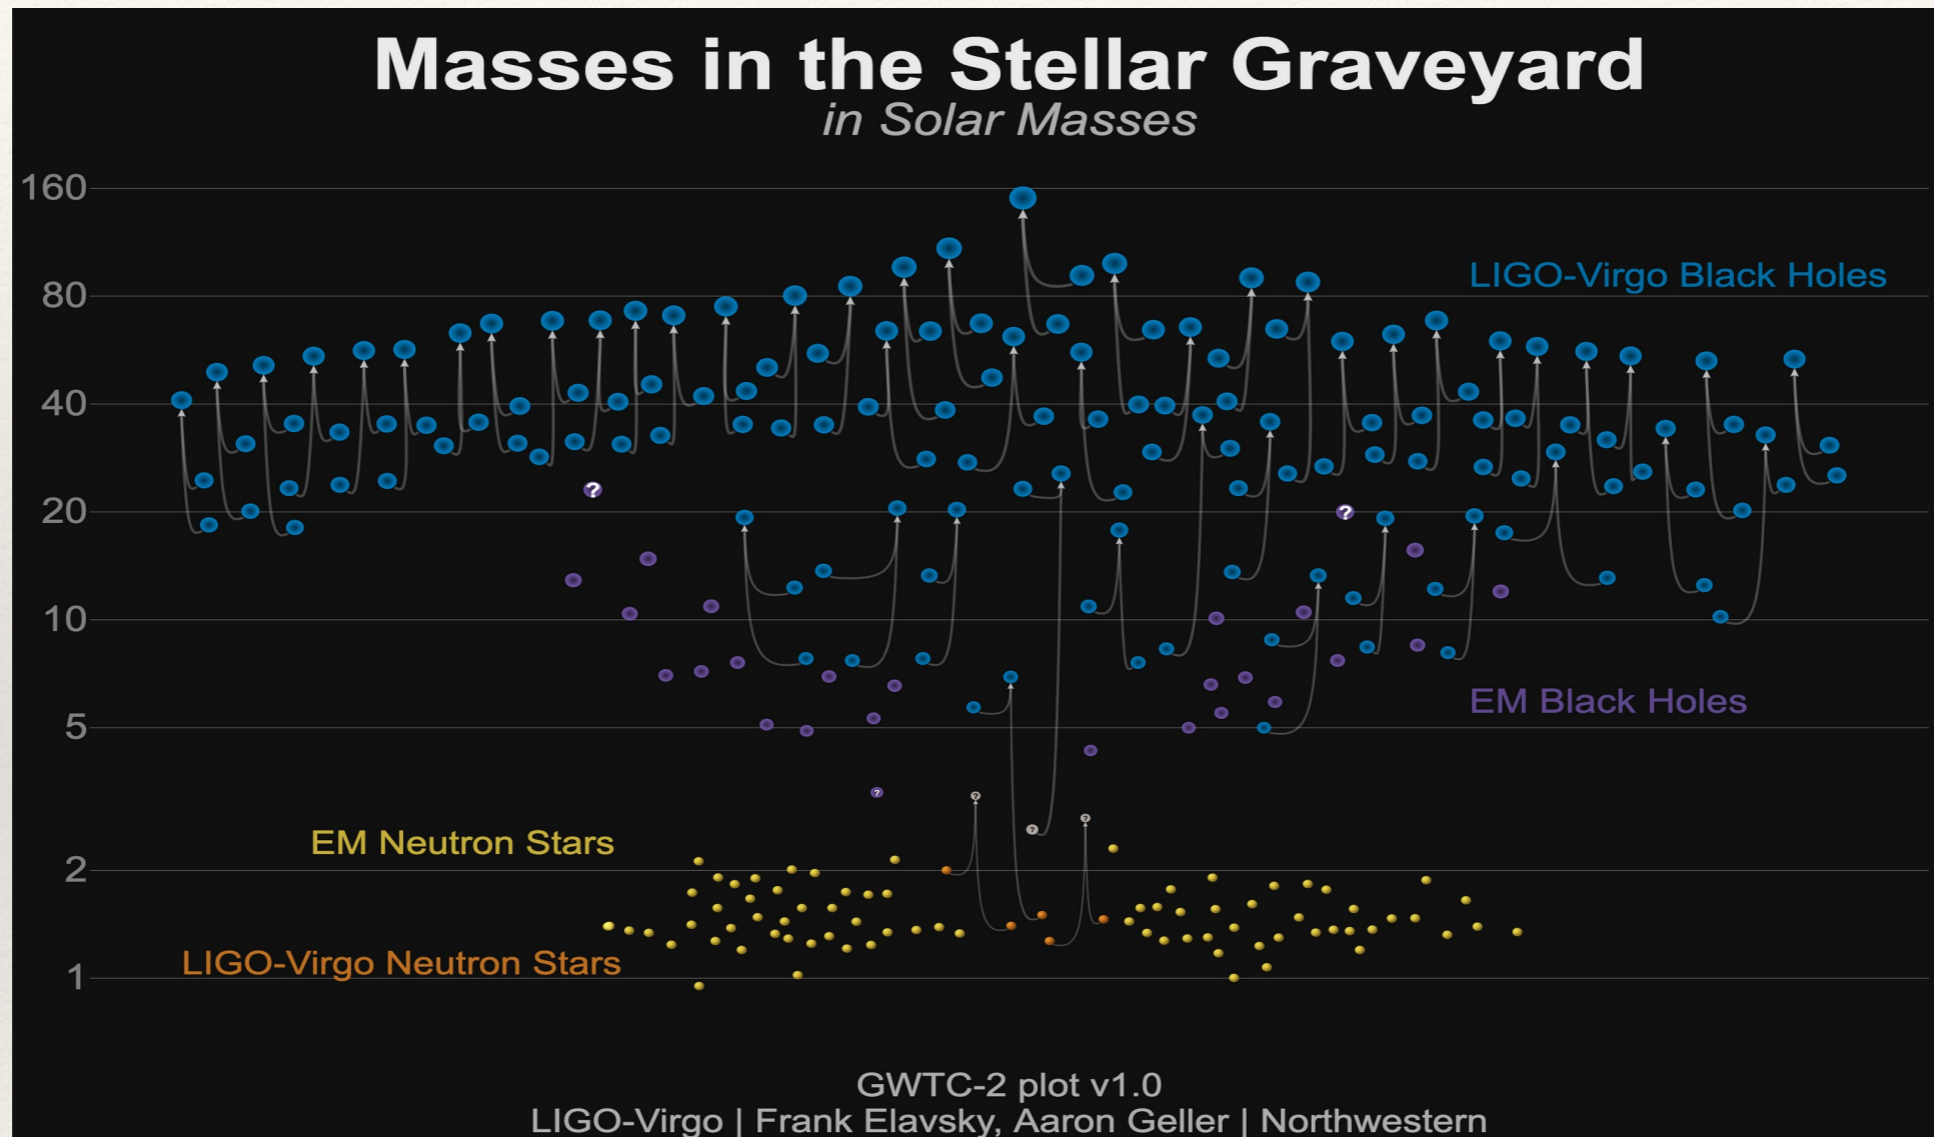 Masses in the Stellar Graveyard
in Solar Masses
160
LIGO-Virgo Black Holes
80
40
?
20
?
10
EM Black Holes
5
?
?
?
?
EM Neutron Stars
2
LIGO-Virgo Neutron Stars
1
GWTC-2 plot v1.0
LIGO-Virgo | Frank Elavsky, Aaron Geller | Northwestern